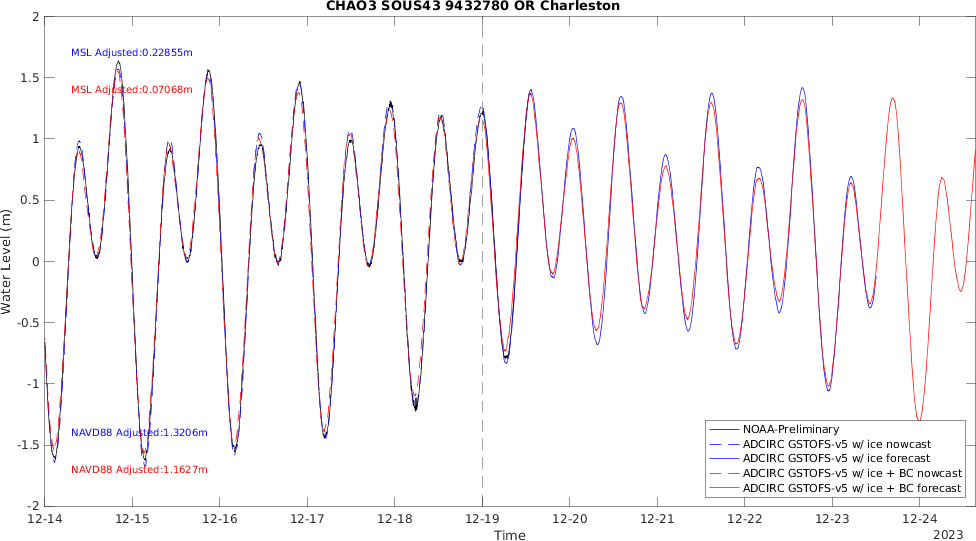 CHAO3 SOUS43 9432780 OR Charleston
2
1.5
1
0.5
0
-0.5
-1
-1.5
-2
Water Level (m)
MSL Adjusted:0.22855m
MSL Adjusted:0.07068m
NAVD88 Adjusted:1.3206m
NAVD88 Adjusted:1.1627m
NOAA-Preliminary
ADCIRC GSTOFS-v5 w/ ice nowcast
ADCIRC GSTOFS-v5 w/ ice forecast
ADCIRC GSTOFS-v5 w/ ice + BC nowcast
ADCIRC GSTOFS-v5 w/ ice + BC forecast
12-14 12-15 12-16 12-17 12-18 12-19 12-20 12-21 12-22 12-23 12-24
Time
2023